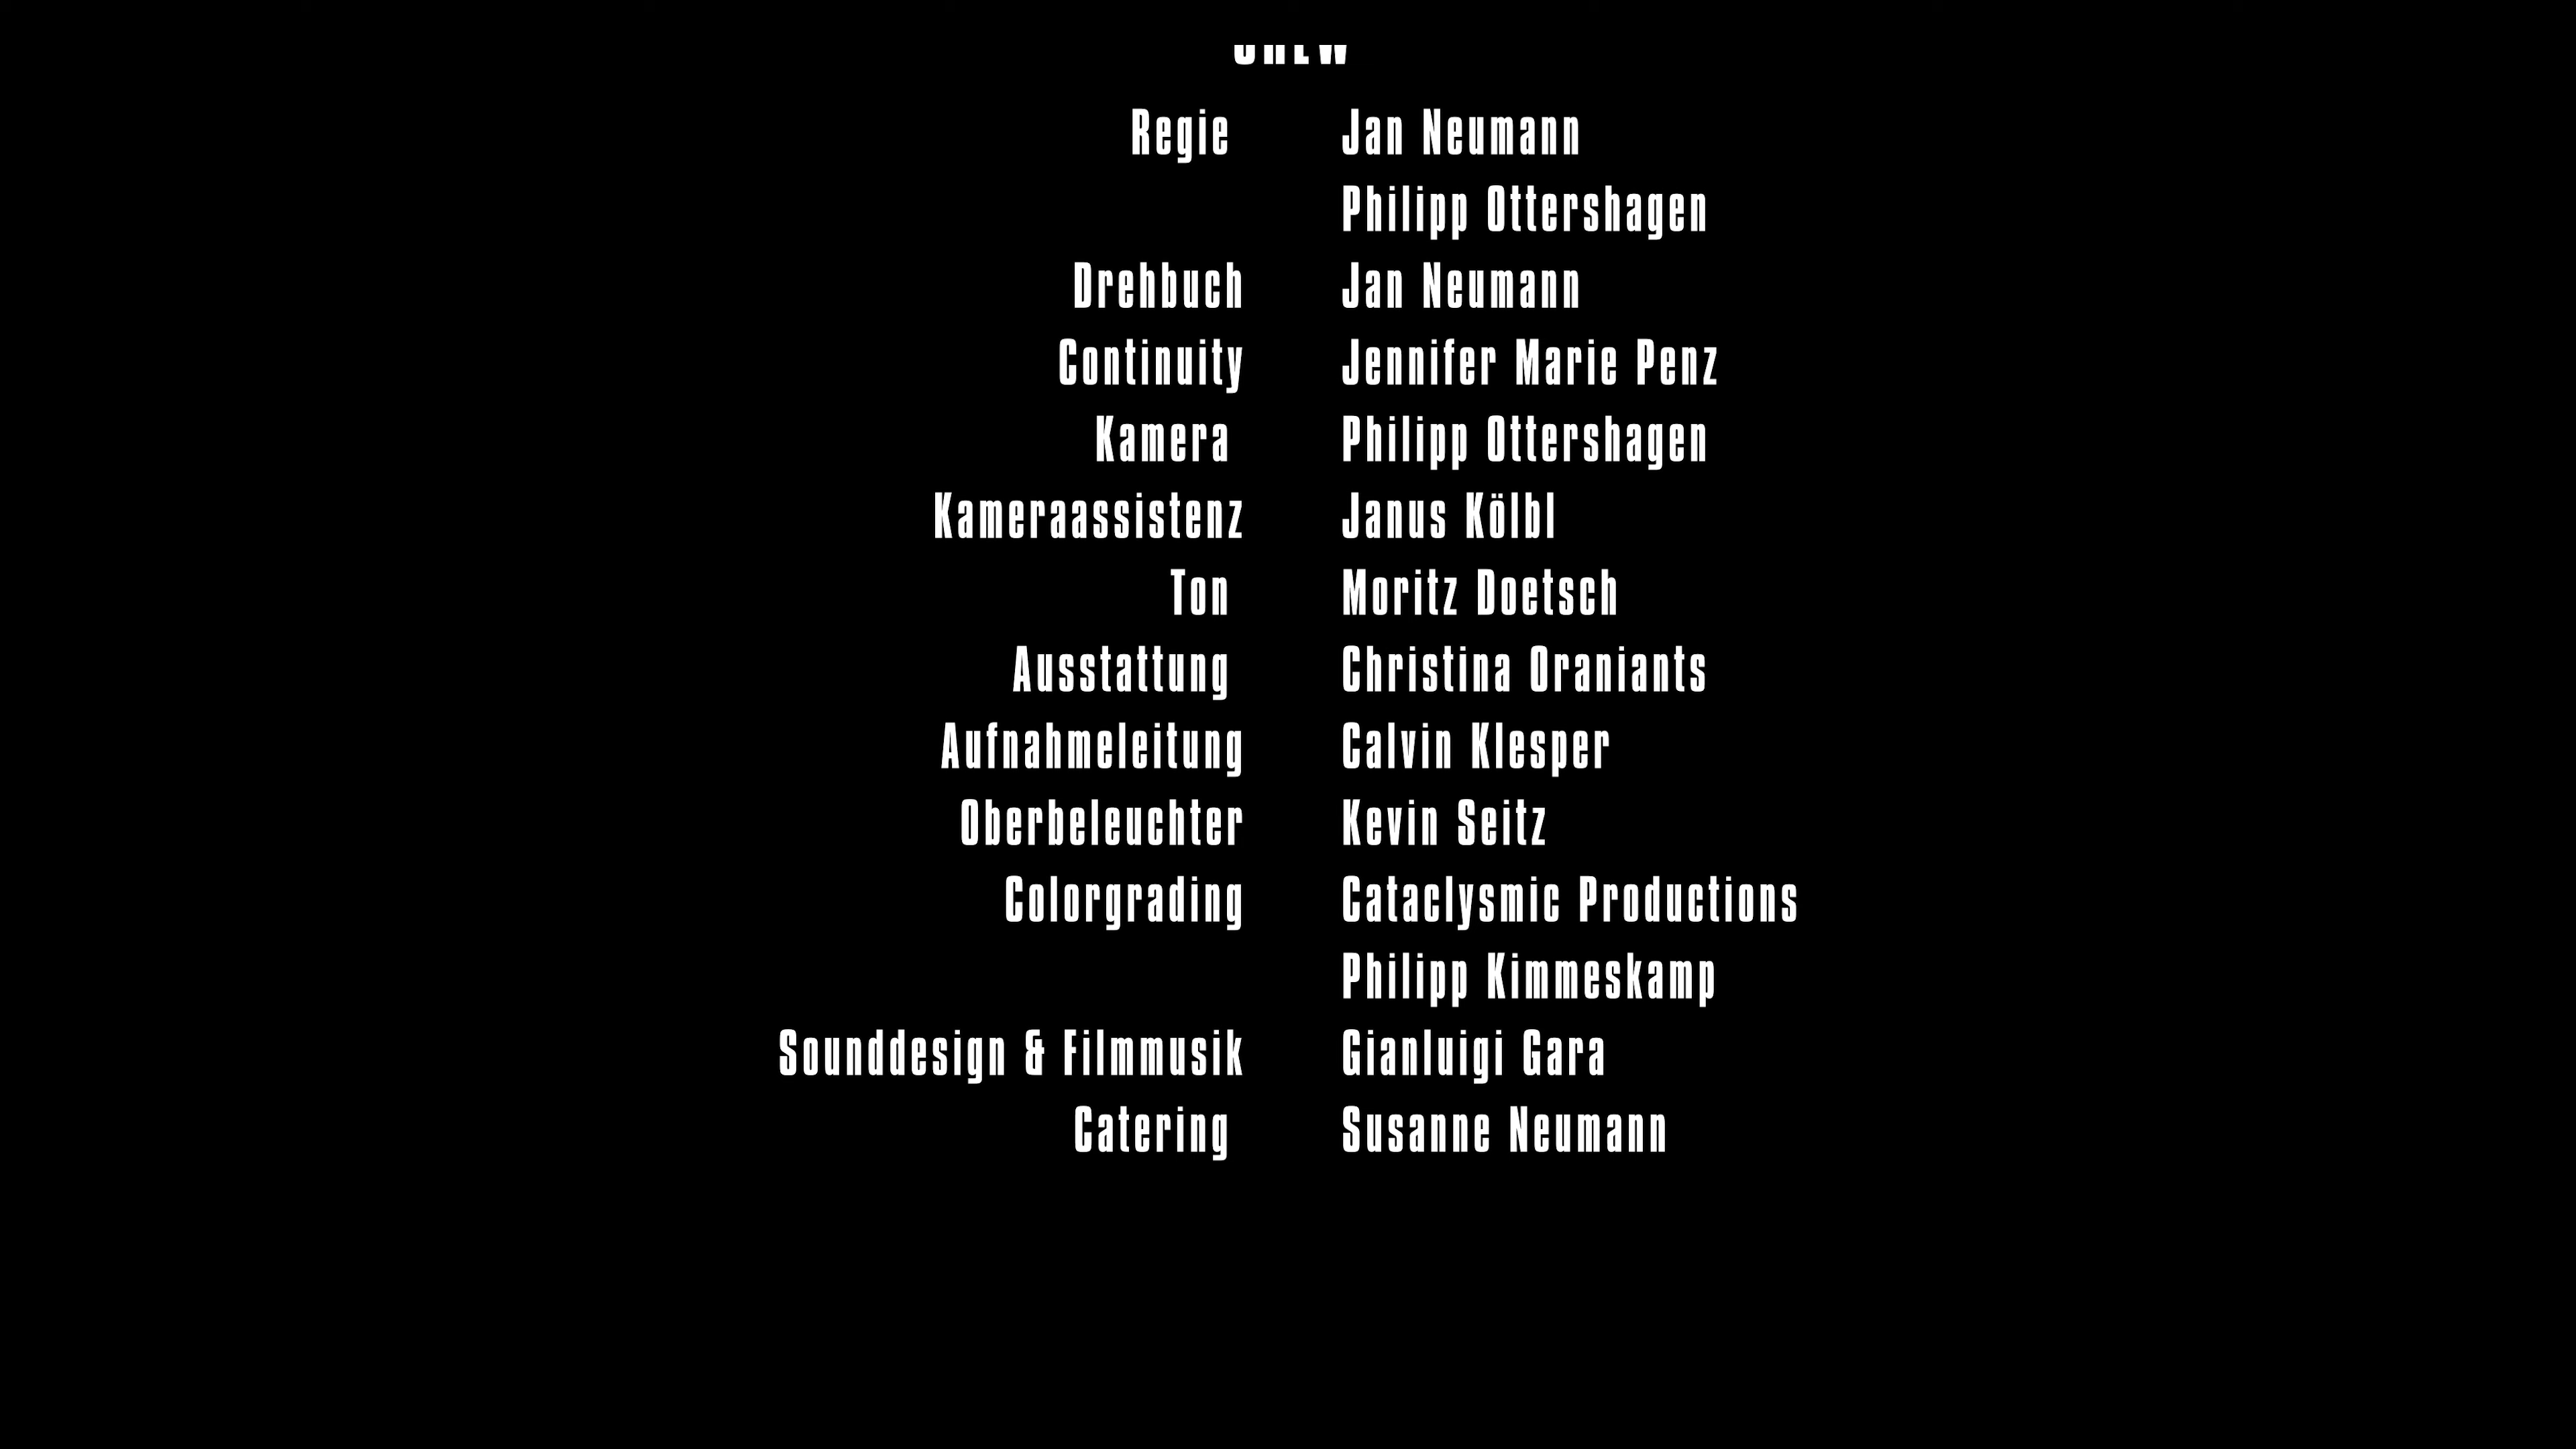 CREW
Regie Jan Neumann
Philipp Ottershagen
Drehbuch Jan Neumann
Continuity Jennifer Marie Penz
Kamera Philipp Ottershagen
Kameraassistenz Janus Kölbl
Ton Moritz Doetsch
Ausstattung Christina Oraniants
Aufnahmeleitung Calvin Klesper
Oberbeleuchter Kevin Seitz
Colorgrading Cataclysmic Productions
Philipp Kimmeskamp
Sounddesign & Filmmusik Gianluigi Gara
Catering Susanne Neumann